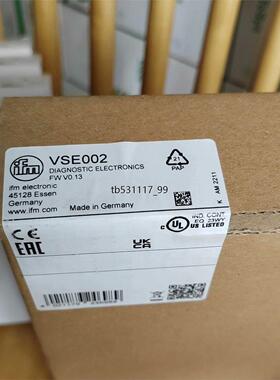 ifm
VSE002
DIAGNOSTIC ELECTRONICS
FW V0.13
ifm electronic
45128 Essen
Germany
www.ifm.com
Made in Germany
tb531117_99
21
PAP
K AM 2211
CE
EAC
UK
CA
IND. CONT.
EQ. 23WY
C UL US LISTED